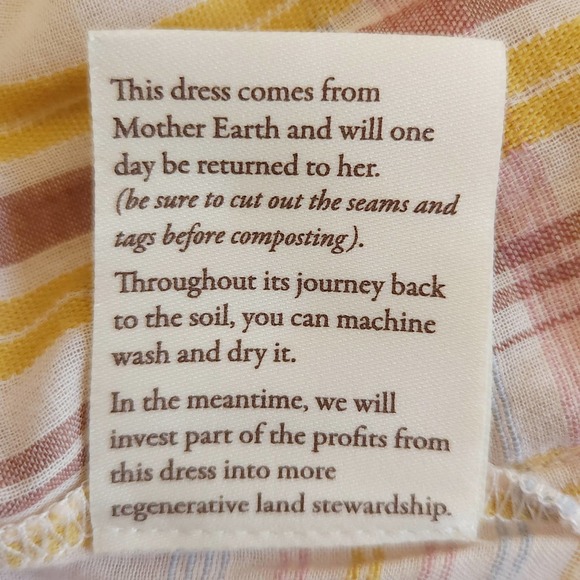 This dress comes from
Mother Earth and will one
day be returned to her.
(be sure to cut out the seams and
tags before composting).
Throughout its journey back
to the soil, you can machine
wash and dry it.
In the meantime, we will
invest part of the profits from
this dress into more
regenerative land stewardship.